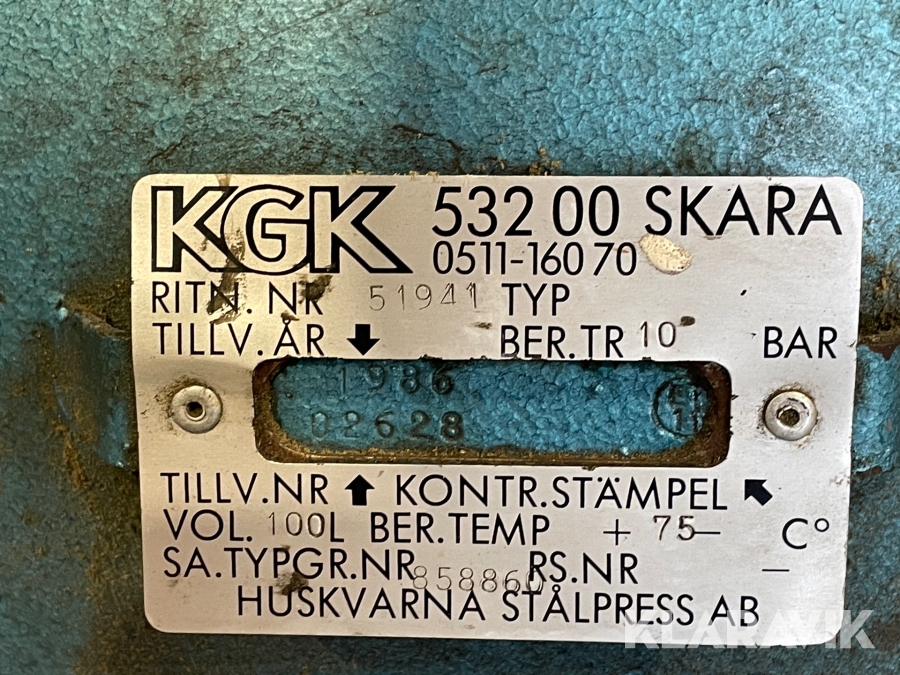 KGK 532 00 SKARA
0511-160 70
RITN. NR 51941 TYP
TILLV. ÅR BER.TR 10 BAR
1986
02628
TILLV.NR KONTR.STÄMPEL
VOL. 100L BER.TEMP + 75- C°
SA.TYPGR.NR 858860 RS.NR –
HUSKVARNA STÅLPRESS AB
KLARAVIK